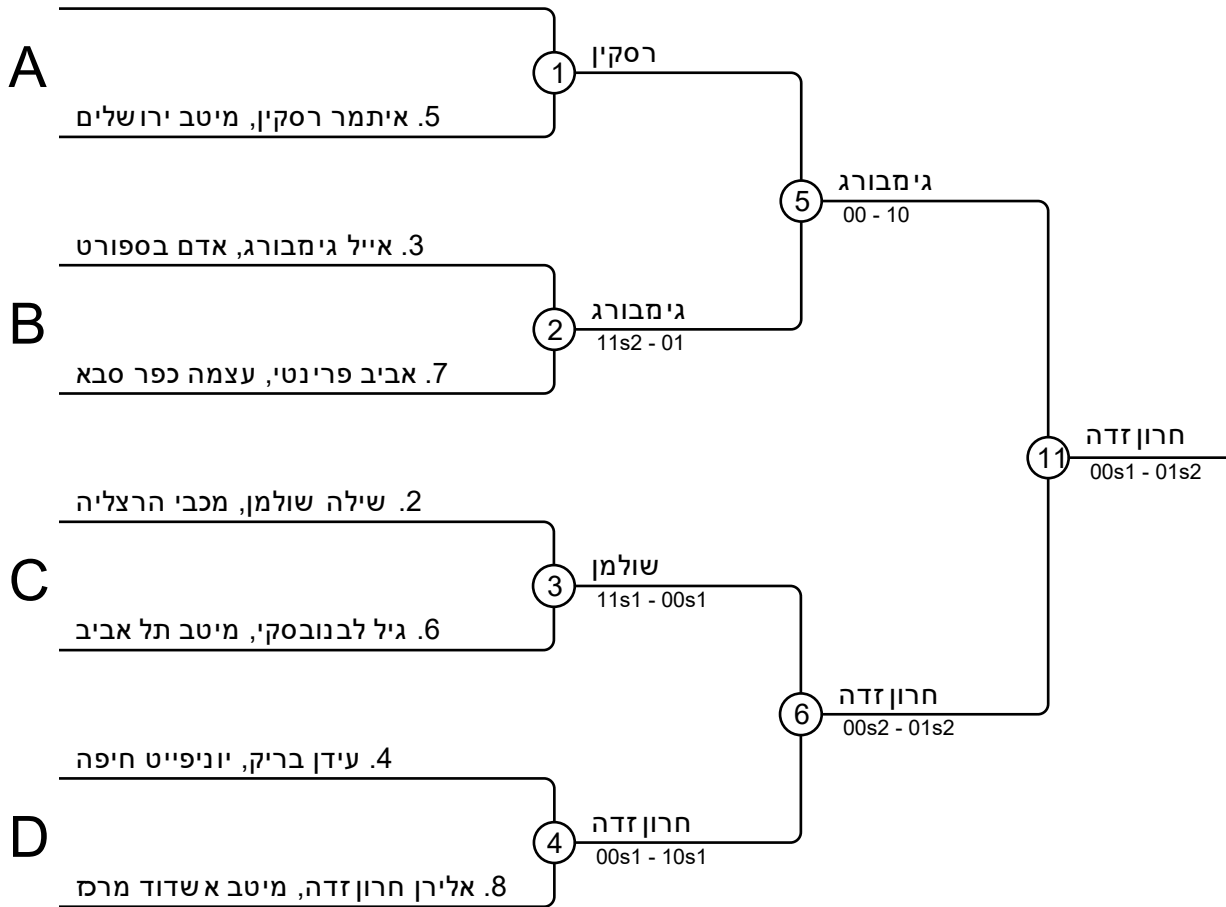 A
רסקין
1
5. איתמר רסקין, מיטב ירושלים
גינזבורג
5
00 - 10
3. אייל גינזבורג, אדם בספורט
B
גינזבורג
2
11s2 - 01
7. אביב פרינטי, עצמה כפר סבא
חרון זדה
11
00s1 - 01s2
2. שילה שולמן, מכבי הרצליה
C
שולמן
3
11s1 - 00s1
6. גיל לבנובסקי, מיטב תל אביב
חרון זדה
6
00s2 - 01s2
4. עידן בריק, יוניפייט חיפה
D
חרון זדה
4
00s1 - 10s1
8. אלירן חרון זדה, מיטב אשדוד מרכז